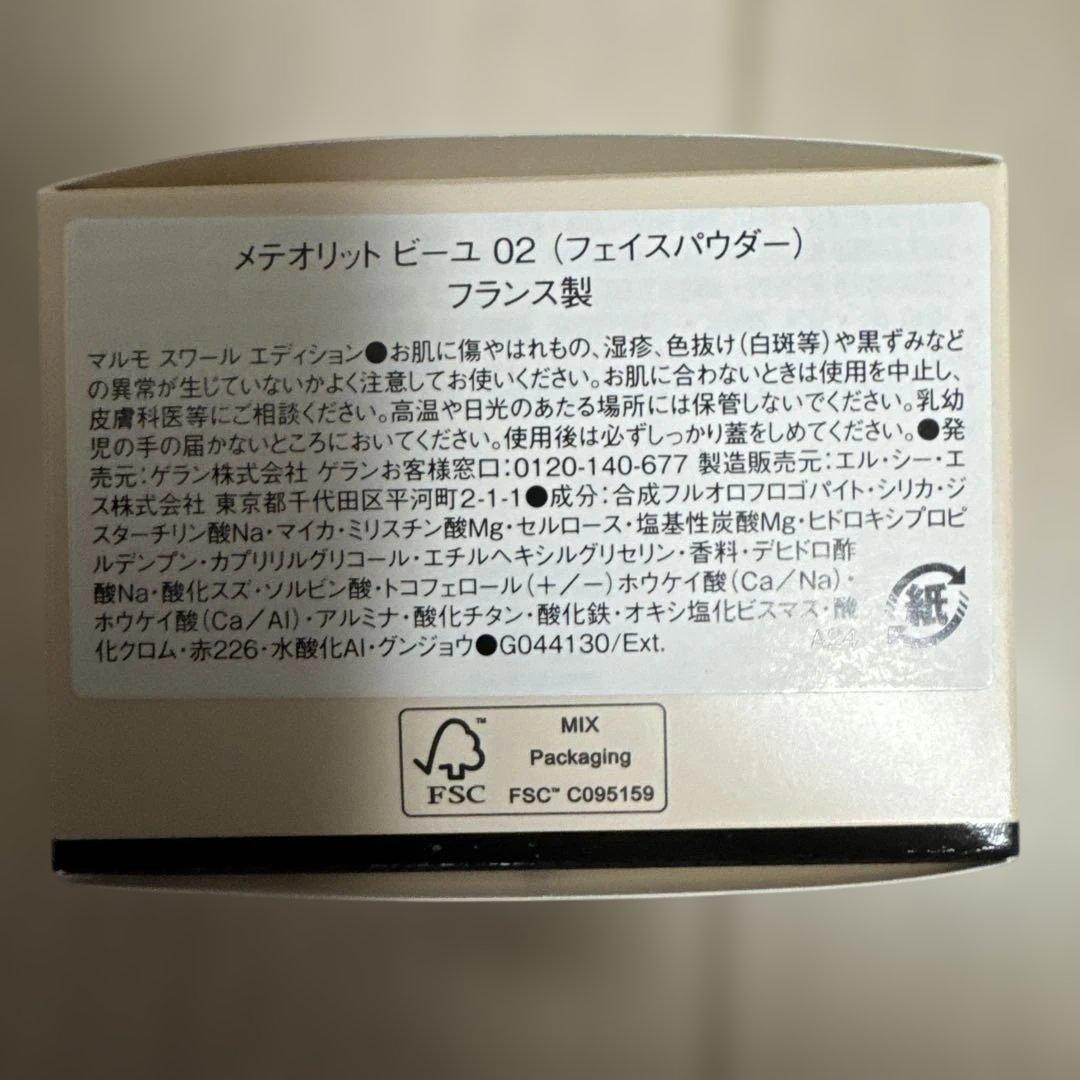 メテオリット ビーユ 02（フェイスパウダー）
フランス製
マルモ スワール エディション●お肌に傷やはれもの、湿疹、色抜け（白斑等）や黒ずみなど
の異常が生じていないかよく注意してお使いください。お肌に合わないときは使用を中止し、
皮膚科医等にご相談ください。高温や日光のあたる場所には保管しないでください。乳幼
児の手の届かないところにおいてください。使用後は必ずしっかり蓋をしめてください。●発
売元：ゲラン株式会社 ゲランお客様窓口：0120-140-677 製造販売元：エル・シー・エ
ス株式会社 東京都千代田区平河町2-1-1●成分：合成フルオロフロゴパイト・シリカ・ジ
スターチリン酸Na・マイカ・ミリスチン酸Mg・セルロース・塩基性炭酸Mg・ヒドロキシプロピ
ルデンプン・カプリリルグリコール・エチルヘキシルグリセリン・香料・デヒドロ酢
酸Na・酸化スズ・ソルビン酸・トコフェロール（＋／－）ホウケイ酸（Ca／Na）・
ホウケイ酸（Ca／Al）・アルミナ・酸化チタン・酸化鉄・オキシ塩化ビスマス・酸
化クロム・赤226・水酸化Al・グンジョウ●G044130/Ext.
紙
A24
FSC™
MIX
Packaging
FSC™ C095159